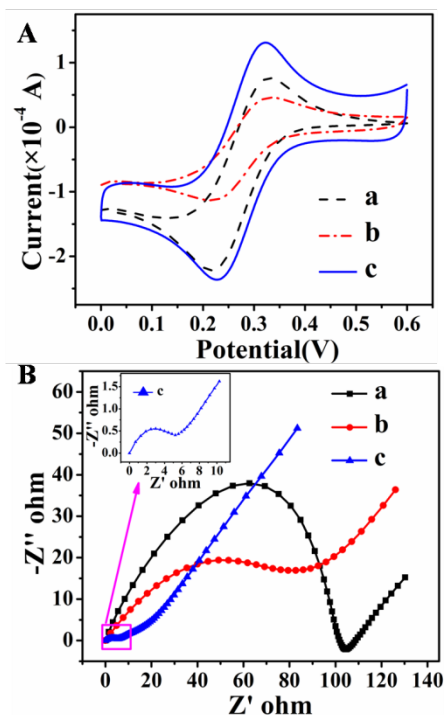 A
Current(×10⁻⁴ A)
1
0
-1
-2
a
b
c
0.0 0.1 0.2 0.3 0.4 0.5 0.6
Potential(V)
B
-Z'' ohm
60
50
40
30
20
10
0
-Z'' ohm
1.5
1.0
0.5
0.0
c
0 2 4 6 8 10
Z' ohm
a
b
c
0 20 40 60 80 100 120 140
Z' ohm